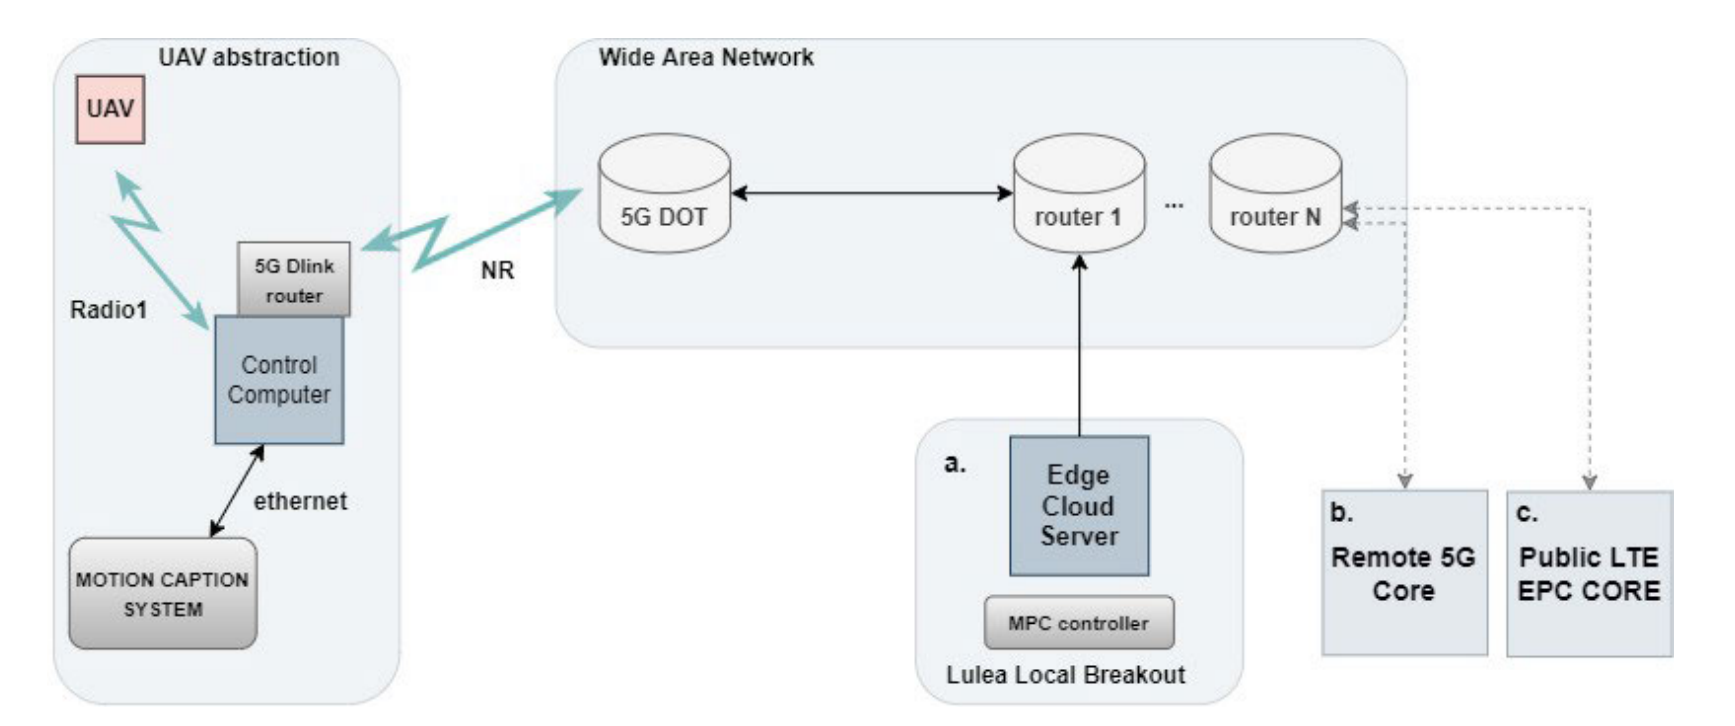 UAV abstraction
UAV
Radio1
5G Dlink
router
Control
Computer
ethernet
MOTION CAPTION
SYSTEM
NR
Wide Area Network
5G DOT
router 1
...
router N
a.
Edge
Cloud
Server
MPC controller
Lulea Local Breakout
b.
Remote 5G
Core
c.
Public LTE
EPC CORE